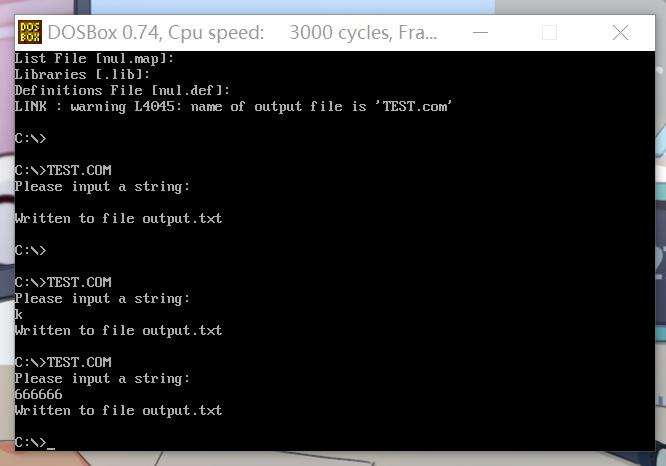 DOS
BOX
DOSBox 0.74, Cpu speed: 3000 cycles, Fra...
List File [nul.map]:
Libraries [.lib]:
Definitions File [nul.def]:
LINK : warning L4045: name of output file is 'TEST.com'
C:\>
C:\>TEST.COM
Please input a string:
Written to file output.txt
C:\>
C:\>TEST.COM
Please input a string:
k
Written to file output.txt
C:\>TEST.COM
Please input a string:
666666
Written to file output.txt
C:\>_